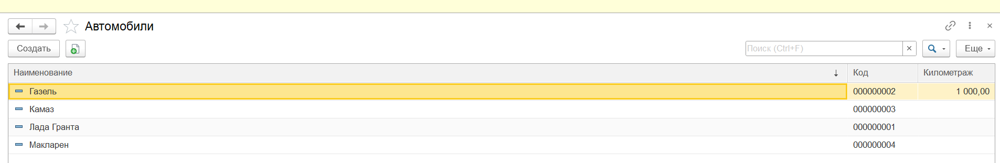 Автомобили
Создать Поиск (Ctrl+F) Еще
Наименование Код Километраж
Газель 000000002 1 000,00
Камаз 000000003
Лада Гранта 000000001
Макларен 000000004